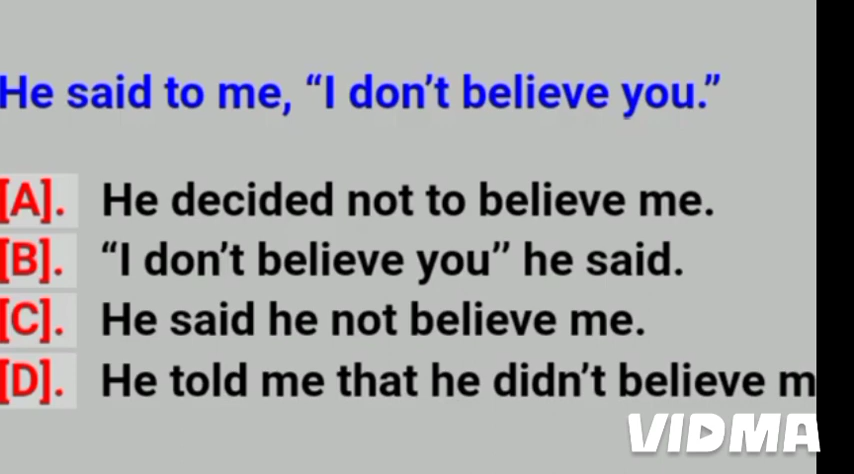 He said to me, “I don’t believe you.”
[A]. He decided not to believe me.
[B]. “I don’t believe you” he said.
[C]. He said he not believe me.
[D]. He told me that he didn’t believe m
VIDMA